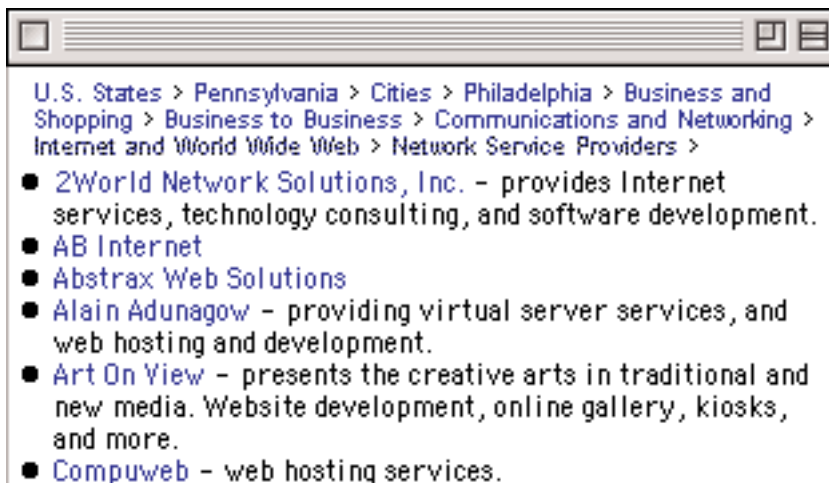 U.S. States > Pennsylvania > Cities > Philadelphia > Business and
Shopping > Business to Business > Communications and Networking >
Internet and World Wide Web > Network Service Providers >
● 2World Network Solutions, Inc. - provides Internet
services, technology consulting, and software development.
● AB Internet
● Abstrax Web Solutions
● Alain Adunagow - providing virtual server services, and
web hosting and development.
● Art On View - presents the creative arts in traditional and
new media. Website development, online gallery, kiosks,
and more.
● Compuweb - web hosting services.